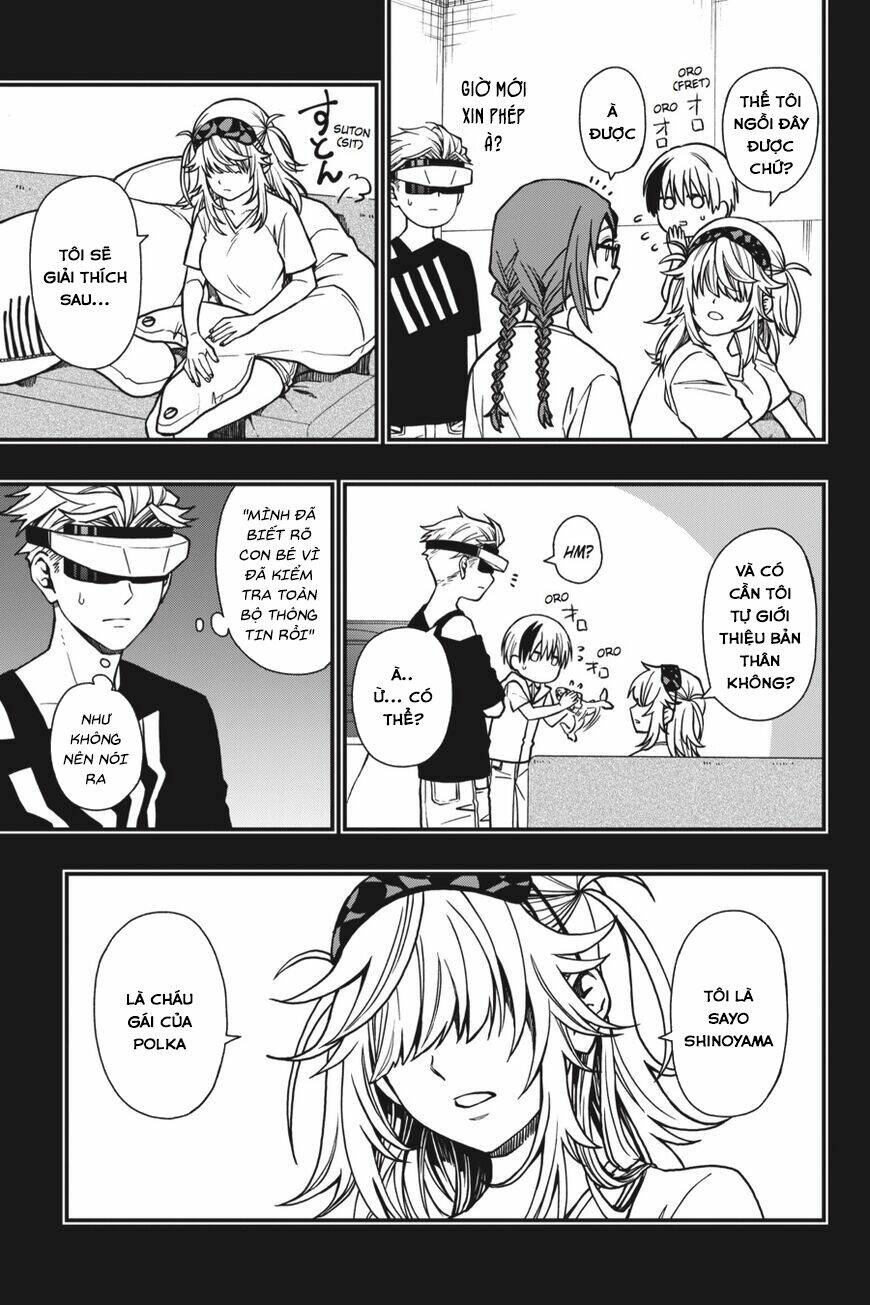 THẾ TÔI
NGỒI ĐÂY
ĐƯỢC
CHỨ?
ORO
(FRET)
オロ
ORO
オロ
À
ĐƯỢC
GIỜ MỚI
XIN PHÉP
À?
すとん
SUTON
(SIT)
TÔI SẼ
GIẢI THÍCH
SAU...
VÀ CÓ
CẦN TÔI
TỰ GIỚI
THIỆU BẢN
THÂN
KHÔNG?
HM?
ORO
オロ
ORO
オロ
À..
Ừ... CÓ
THỂ?
"MÌNH ĐÃ
BIẾT RÕ
CON BÉ VÌ
ĐÃ KIỂM
TRA TOÀN
BỘ THÔNG
TIN RỒI"
NHƯ
KHÔNG
NÊN NÓI
RA
TÔI LÀ
SAYO
SHINOYAMA
LÀ CHÁU
GÁI CỦA
POLKA